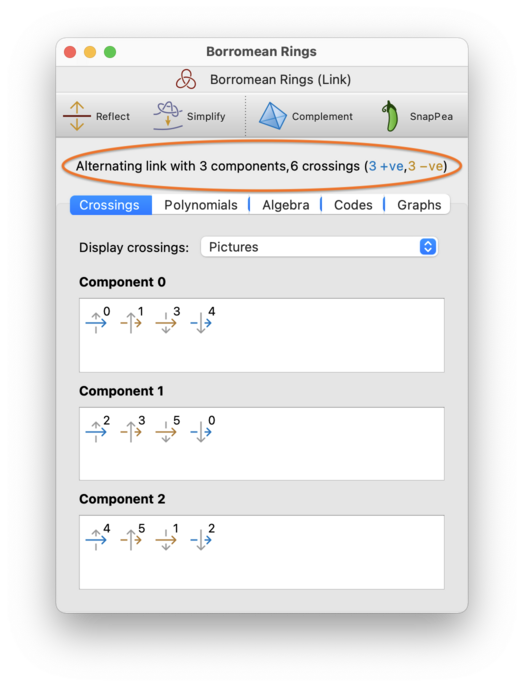 Borromean Rings
Borromean Rings (Link)
Reflect Simplify Complement SnapPea
Alternating link with 3 components,6 crossings (3 +ve,3 −ve)
Crossings Polynomials Algebra Codes Graphs
Display crossings: Pictures
Component 0
0 1 3 4
Component 1
2 3 5 0
Component 2
4 5 1 2